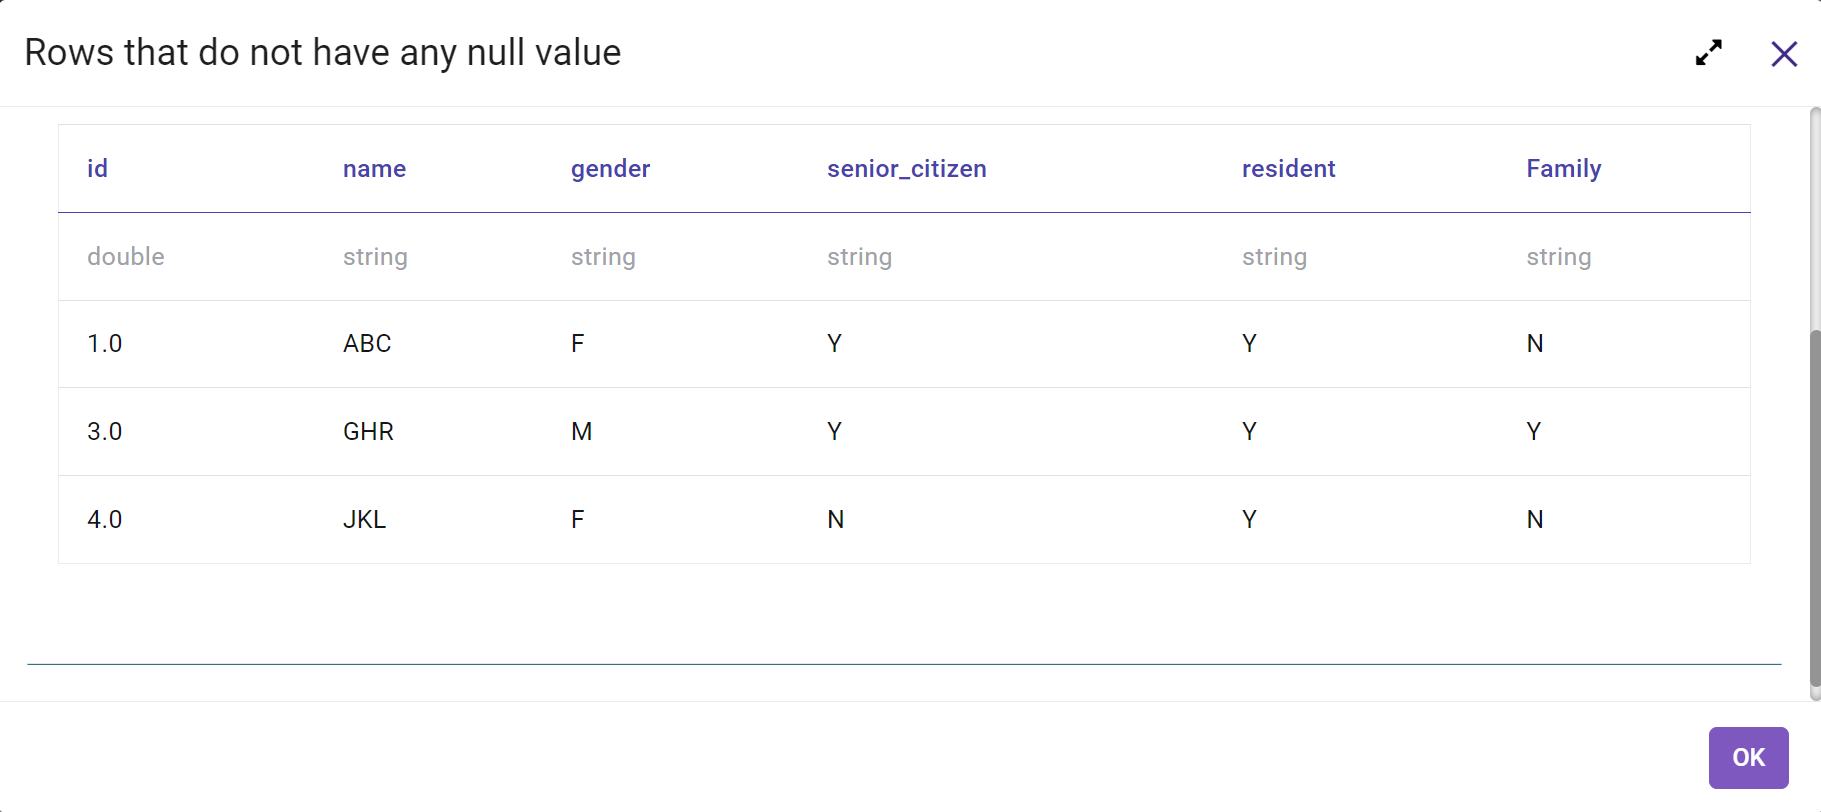 Rows that do not have any null value
id name gender senior_citizen resident Family
double string string string string string
1.0 ABC F Y Y N
3.0 GHR M Y Y Y
4.0 JKL F N Y N
OK